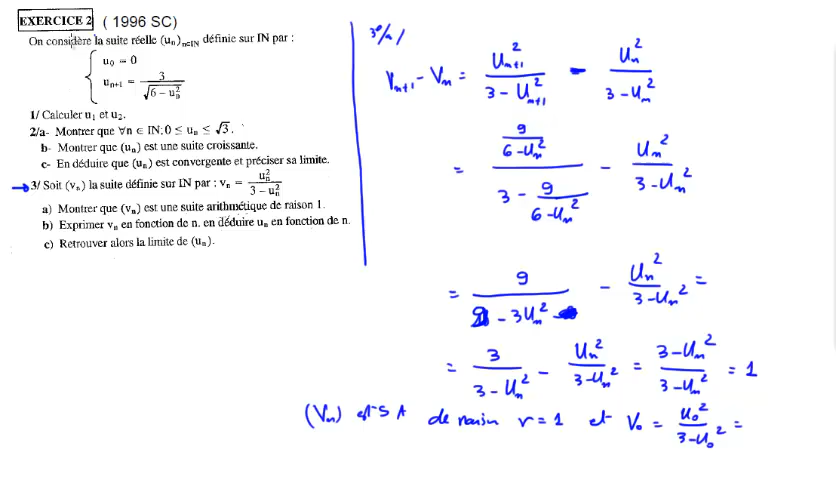 EXERCICE 2 ( 1996 SC)
On considère la suite réelle (uₙ)ₙ∈IN définie sur IN par :
u₀ = 0
uₙ₊₁ = 3 / √(6 – uₙ²)
1/ Calculer u₁ et u₂.
2/a- Montrer que ∀n ∈ IN; 0 ≤ uₙ ≤ √3.
b- Montrer que (uₙ) est une suite croissante.
c- En déduire que (uₙ) est convergente et préciser sa limite.
3/ Soit (vₙ) la suite définie sur IN par : vₙ = uₙ² / (3 – uₙ²)
a) Montrer que (vₙ) est une suite arithmétique de raison 1.
b) Exprimer vₙ en fonction de n. en déduire uₙ en fonction de n.
c) Retrouver alors la limite de (uₙ).
3°/a/
Vₙ₊₁ - Vₙ = Uₙ₊₁² / (3 - Uₙ₊₁²) - Uₙ² / (3 - Uₙ²)
= (9 / (6 - Uₙ²)) / (3 - 9 / (6 - Uₙ²)) - Uₙ² / (3 - Uₙ²)
= 9 / (9 - 3Uₙ²) - Uₙ² / (3 - Uₙ²) =
= 3 / (3 - Uₙ²) - Uₙ² / (3 - Uₙ²) = (3 - Uₙ²) / (3 - Uₙ²) = 1
(Vₙ) est S A de raison r = 1 et V₀ = U₀² / (3 - U₀²) =